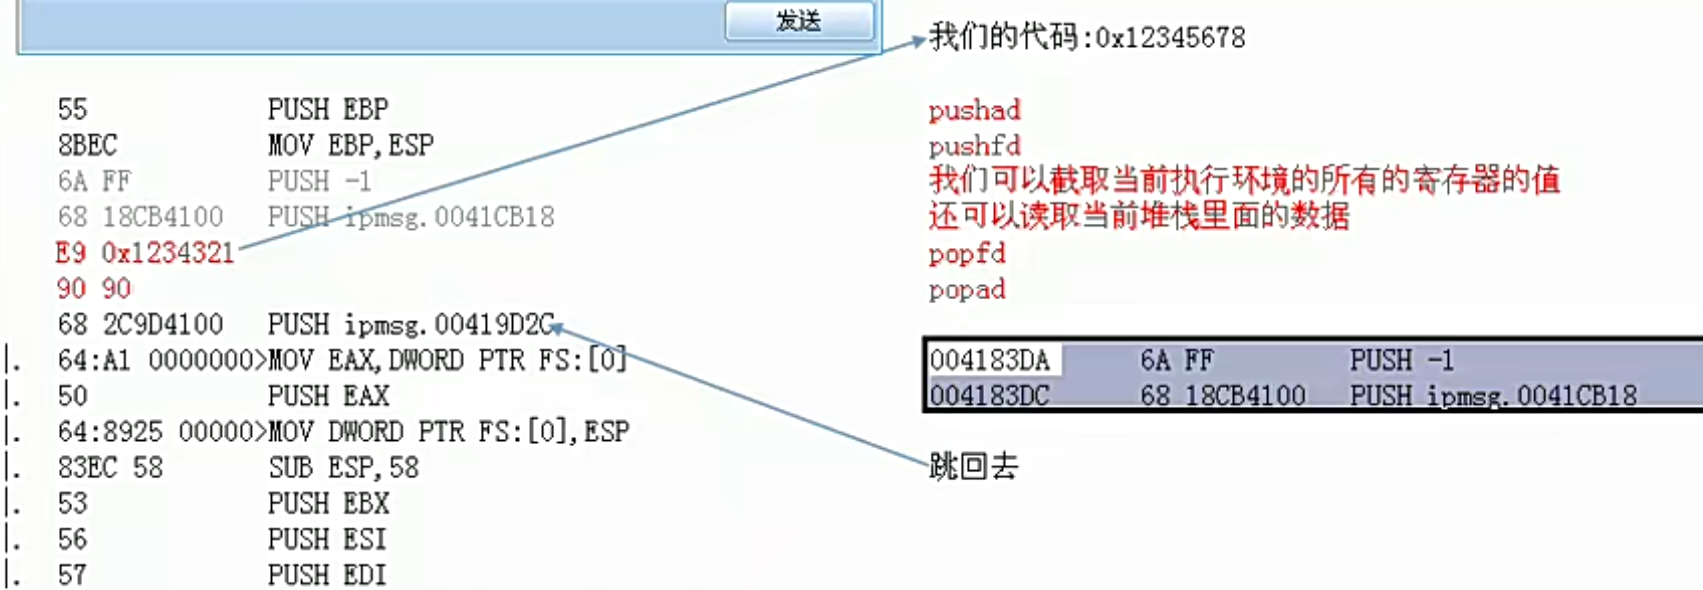 发送
我们的代码:0x12345678
55 PUSH EBP
8BEC MOV EBP,ESP
6A FF PUSH -1
68 18CB4100 PUSH ipmsg.0041CB18
E9 0x1234321
90 90
68 2C9D4100 PUSH ipmsg.00419D2C
|. 64:A1 0000000>MOV EAX,DWORD PTR FS:[0]
|. 50 PUSH EAX
|. 64:8925 00000>MOV DWORD PTR FS:[0],ESP
|. 83EC 58 SUB ESP,58
|. 53 PUSH EBX
|. 56 PUSH ESI
|. 57 PUSH EDI
pushad
pushfd
我们可以截取当前执行环境的所有的寄存器的值
还可以读取当前堆栈里面的数据
popfd
popad
004183DA 6A FF PUSH -1
004183DC 68 18CB4100 PUSH ipmsg.0041CB18
跳回去